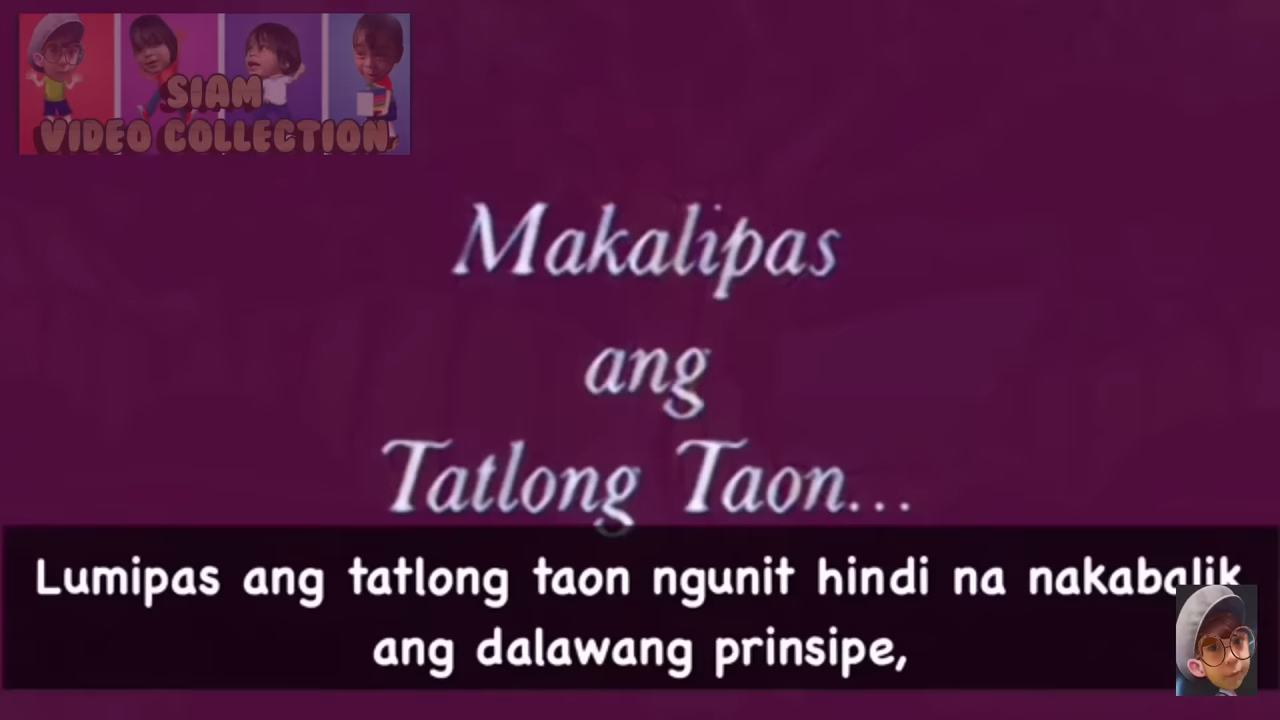 SIAM
VIDEO COLLECTION
Makalipas
ang
Tatlong Taon...
Lumipas ang tatlong taon ngunit hindi na nakabalik
ang dalawang prinsipe,